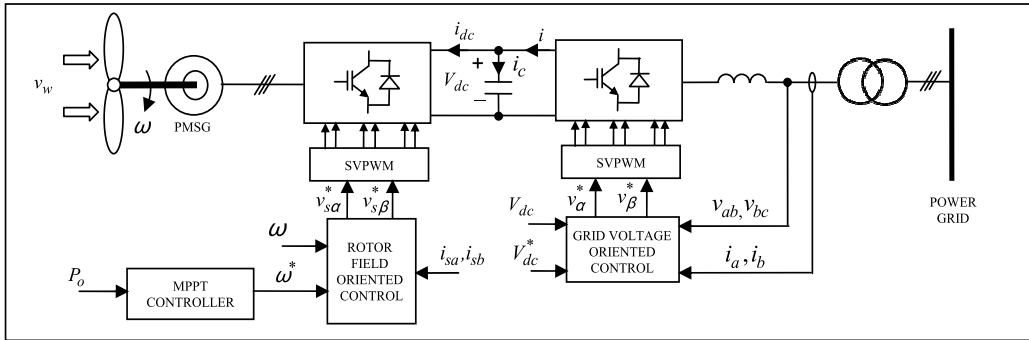 i_dc
i
v_w
+
V_dc
−
i_c
ω
PMSG
SVPWM
SVPWM
v*_sα
v*_sβ
v*_α
v*_β
POWER
GRID
V_dc
v_ab, v_bc
GRID VOLTAGE
ORIENTED
CONTROL
ω
ROTOR
FIELD
ORIENTED
CONTROL
i_sa, i_sb
V*_dc
i_a, i_b
P_o
MPPT
CONTROLLER
ω*